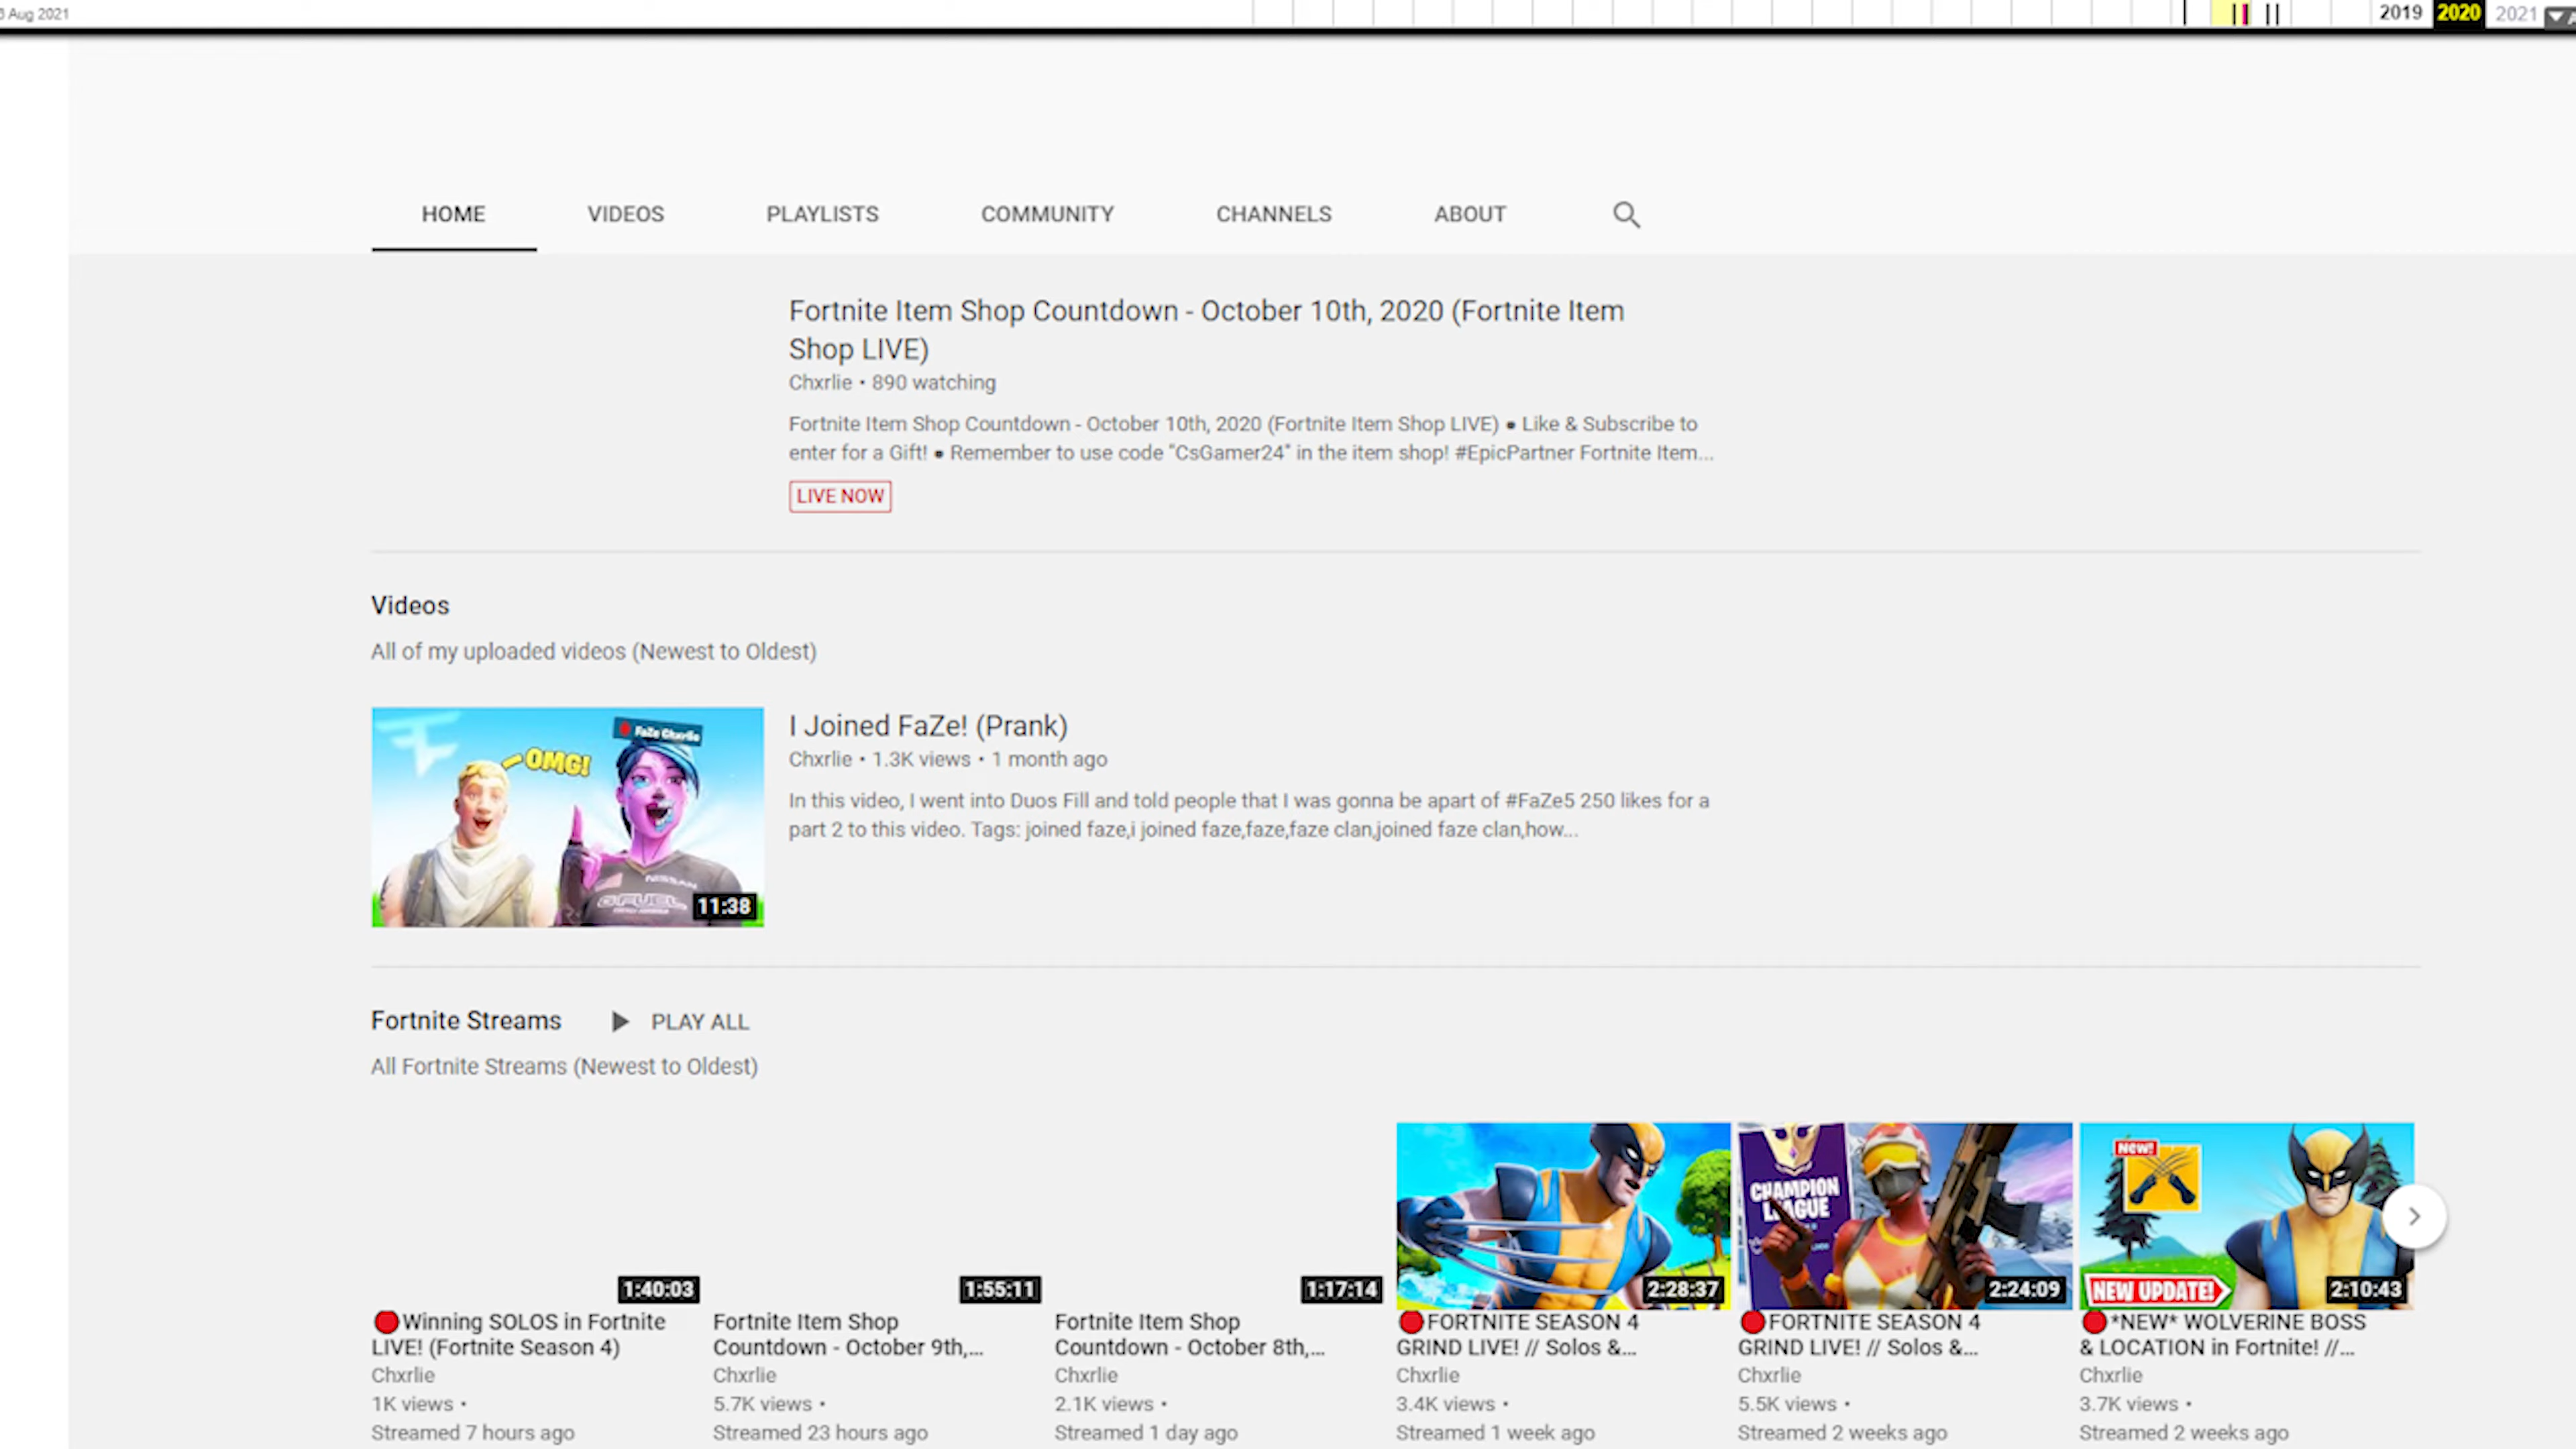 Aug 2021
2019 2020 2021
HOME VIDEOS PLAYLISTS COMMUNITY CHANNELS ABOUT
Fortnite Item Shop Countdown - October 10th, 2020 (Fortnite Item
Shop LIVE)
Chxrlie • 890 watching
Fortnite Item Shop Countdown - October 10th, 2020 (Fortnite Item Shop LIVE) ● Like & Subscribe to
enter for a Gift! ● Remember to use code "CsGamer24" in the item shop! #EpicPartner Fortnite Item...
LIVE NOW
Videos
All of my uploaded videos (Newest to Oldest)
FaZe Chxrlie
OMG!
NISSAN
GFUEL
11:38
I Joined FaZe! (Prank)
Chxrlie • 1.3K views • 1 month ago
In this video, I went into Duos Fill and told people that I was gonna be apart of #FaZe5 250 likes for a
part 2 to this video. Tags: joined faze,i joined faze,faze,faze clan,joined faze clan,how...
Fortnite Streams PLAY ALL
All Fortnite Streams (Newest to Oldest)
1:40:03
🔴Winning SOLOS in Fortnite
LIVE! (Fortnite Season 4)
Chxrlie
1K views •
Streamed 7 hours ago
1:55:11
Fortnite Item Shop
Countdown - October 9th,...
Chxrlie
5.7K views •
Streamed 23 hours ago
1:17:14
Fortnite Item Shop
Countdown - October 8th,...
Chxrlie
2.1K views •
Streamed 1 day ago
2:28:37
🔴FORTNITE SEASON 4
GRIND LIVE! // Solos &...
Chxrlie
3.4K views •
Streamed 1 week ago
CHAMPION
LEAGUE
2:24:09
🔴FORTNITE SEASON 4
GRIND LIVE! // Solos &...
Chxrlie
5.5K views •
Streamed 2 weeks ago
NEW!
NEW UPDATE!
2:10:43
🔴*NEW* WOLVERINE BOSS
& LOCATION in Fortnite! //...
Chxrlie
3.7K views •
Streamed 2 weeks ago